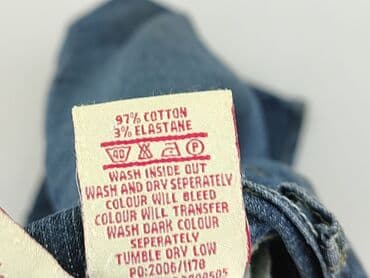 97% COTTON
3% ELASTANE
40 P
WASH INSIDE OUT
WASH AND DRY SEPERATELY
COLOUR WILL BLEED
COLOUR WILL TRANSFER
WASH DARK COLOUR
SEPERATELY
TUMBLE DRY LOW
PO:2006/1178